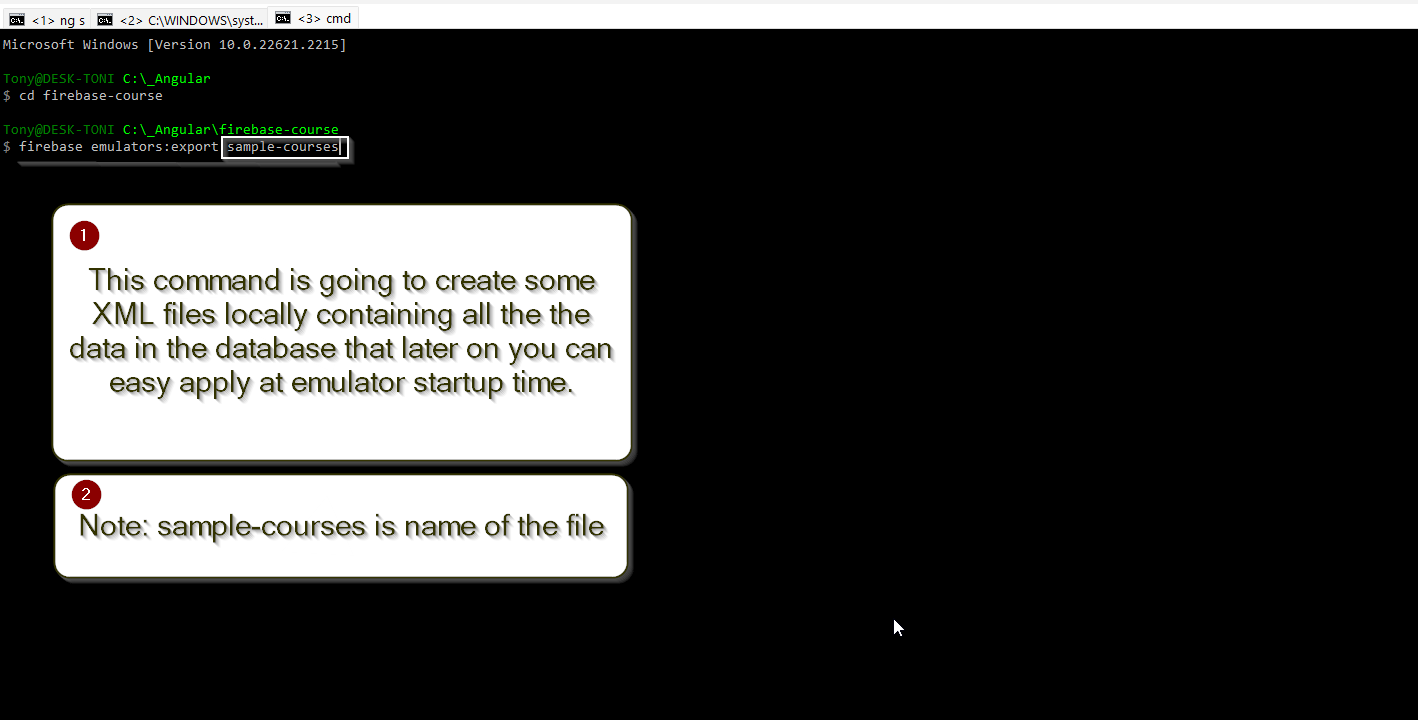 <1> ng s <2> C:\WINDOWS\syst... <3> cmd
Microsoft Windows [Version 10.0.22621.2215]
Tony@DESK-TONI C:\_Angular
$ cd firebase-course
Tony@DESK-TONI C:\_Angular\firebase-course
$ firebase emulators:export sample-courses
1
This command is going to create some
XML files locally containing all the the
data in the database that later on you can
easy apply at emulator startup time.
2
Note: sample-courses is name of the file